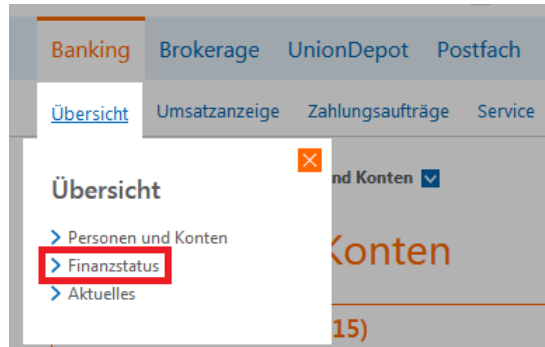 Banking Brokerage UnionDepot Postfach
Übersicht Umsatzanzeige Zahlungsaufträge Service
nd Konten
Übersicht
Personen und Konten
Konten
Finanzstatus
Aktuelles
15)